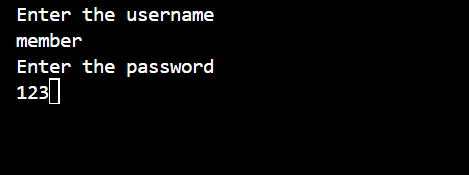 Enter the username
member
Enter the password
123